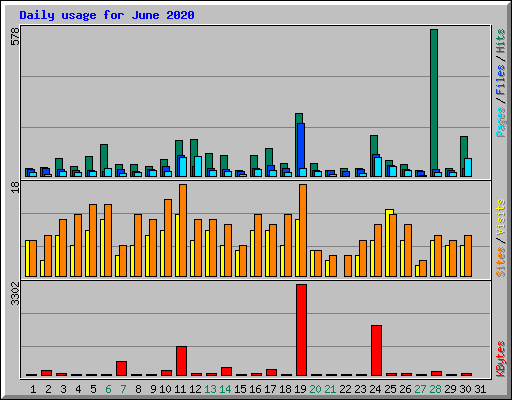 Daily usage for June 2020
578
Pages / Files / Hits
18
Sites / Visits
3302
KBytes
1 2 3 4 5 6 7 8 9 10 11 12 13 14 15 16 17 18 19 20 21 22 23 24 25 26 27 28 29 30 31